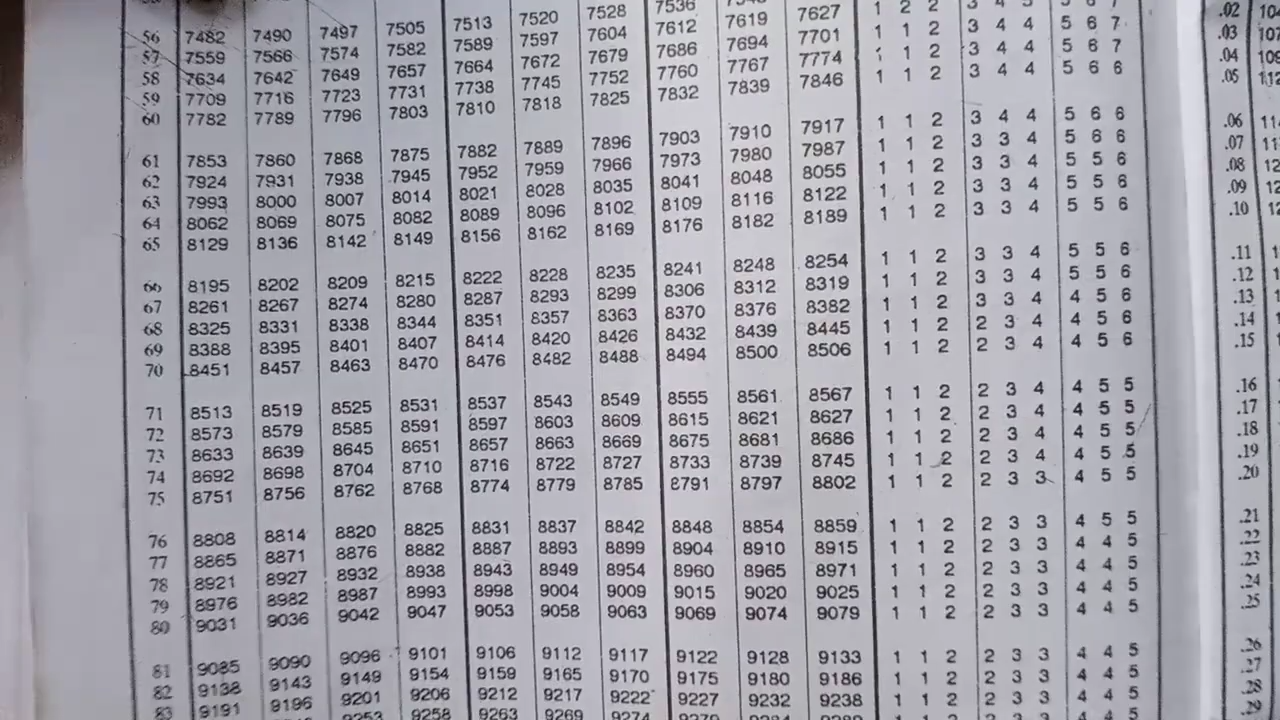 56 7482 7490 7497 7505 7513 7520 7528 7536
57 7559 7566 7574 7582 7589 7597 7604 7612 7619 7627 1 2 2 3 4 5 5 6 7 .02
58 7634 7642 7649 7657 7664 7672 7679 7686 7694 7701 1 1 2 3 4 4 5 6 7 .03
59 7709 7716 7723 7731 7738 7745 7752 7760 7767 7774 1 1 2 3 4 4 5 6 7 .04
60 7782 7789 7796 7803 7810 7818 7825 7832 7839 7846 1 1 2 3 4 4 5 6 6 .05
61 7853 7860 7868 7875 7882 7889 7896 7903 7910 7917 1 1 2 3 4 4 5 6 6 .06
62 7924 7931 7938 7945 7952 7959 7966 7973 7980 7987 1 1 2 3 3 4 5 6 6 .07
63 7993 8000 8007 8014 8021 8028 8035 8041 8048 8055 1 1 2 3 3 4 5 5 6 .08
64 8062 8069 8075 8082 8089 8096 8102 8109 8116 8122 1 1 2 3 3 4 5 5 6 .09
65 8129 8136 8142 8149 8156 8162 8169 8176 8182 8189 1 1 2 3 3 4 5 5 6 .10
66 8195 8202 8209 8215 8222 8228 8235 8241 8248 8254 1 1 2 3 3 4 5 5 6 .11
67 8261 8267 8274 8280 8287 8293 8299 8306 8312 8319 1 1 2 3 3 4 5 5 6 .12
68 8325 8331 8338 8344 8351 8357 8363 8370 8376 8382 1 1 2 3 3 4 4 5 6 .13
69 8388 8395 8401 8407 8414 8420 8426 8432 8439 8445 1 1 2 2 3 4 4 5 6 .14
70 8451 8457 8463 8470 8476 8482 8488 8494 8500 8506 1 1 2 2 3 4 4 5 6 .15
71 8513 8519 8525 8531 8537 8543 8549 8555 8561 8567 1 1 2 2 3 4 4 5 5 .16
72 8573 8579 8585 8591 8597 8603 8609 8615 8621 8627 1 1 2 2 3 4 4 5 5 .17
73 8633 8639 8645 8651 8657 8663 8669 8675 8681 8686 1 1 2 2 3 4 4 5 5 .18
74 8692 8698 8704 8710 8716 8722 8727 8733 8739 8745 1 1 2 2 3 4 4 5 5 .19
75 8751 8756 8762 8768 8774 8779 8785 8791 8797 8802 1 1 2 2 3 3 4 5 5 .20
76 8808 8814 8820 8825 8831 8837 8842 8848 8854 8859 1 1 2 2 3 3 4 5 5 .21
77 8865 8871 8876 8882 8887 8893 8899 8904 8910 8915 1 1 2 2 3 3 4 4 5 .22
78 8921 8927 8932 8938 8943 8949 8954 8960 8965 8971 1 1 2 2 3 3 4 4 5 .23
79 8976 8982 8987 8993 8998 9004 9009 9015 9020 9025 1 1 2 2 3 3 4 4 5 .24
80 9031 9036 9042 9047 9053 9058 9063 9069 9074 9079 1 1 2 2 3 3 4 4 5 .25
81 9085 9090 9096 9101 9106 9112 9117 9122 9128 9133 1 1 2 2 3 3 4 4 5 .26
82 9138 9143 9149 9154 9159 9165 9170 9175 9180 9186 1 1 2 2 3 3 4 4 5 .27
83 9191 9196 9201 9206 9212 9217 9222 9227 9232 9238 1 1 2 2 3 3 4 4 5 .28
9253 9258 9263 9269 9274 .29